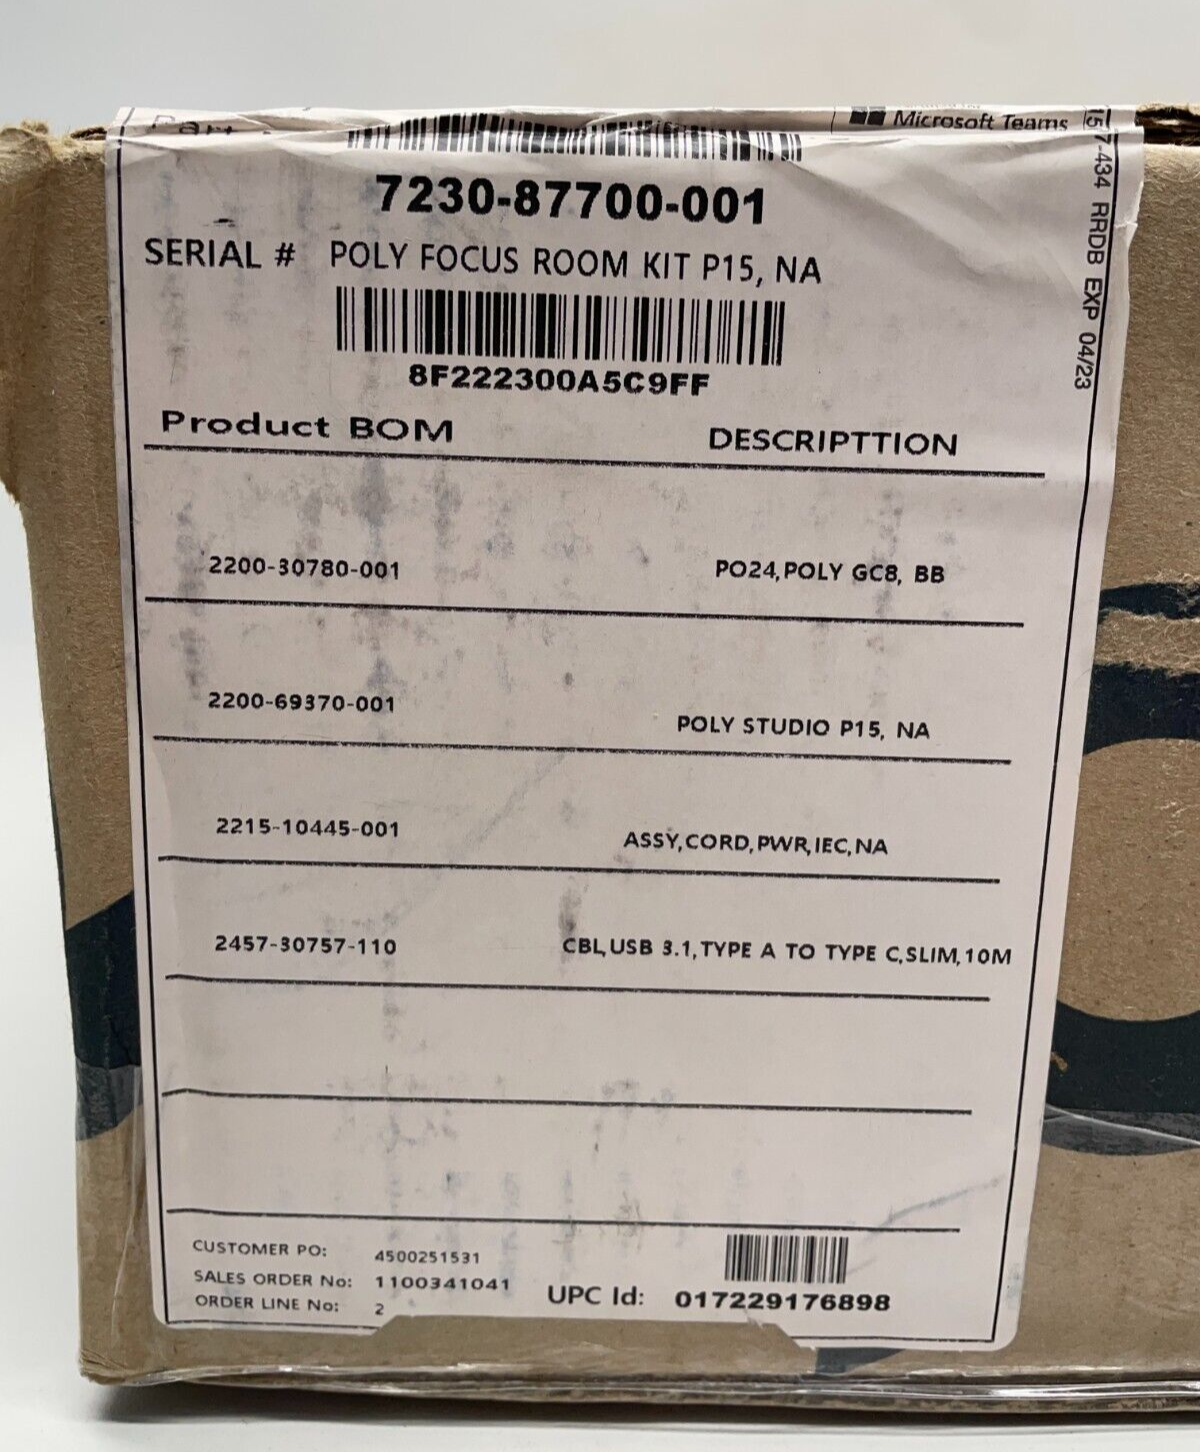 Part
Microsoft Teams
7230-87700-001
SERIAL # POLY FOCUS ROOM KIT P15, NA
8F222300A5C9FF
Product BOM DESCRIPTTION
2200-30780-001 PO24,POLY GC8, BB
2200-69370-001 POLY STUDIO P15, NA
2215-10445-001 ASSY,CORD,PWR,IEC,NA
2457-30757-110 CBL,USB 3.1,TYPE A TO TYPE C,SLIM,10M
CUSTOMER PO: 4500251531
SALES ORDER No: 1100341041
ORDER LINE No: 2
UPC Id: 017229176898
157-434 RRDB EXP 04/23